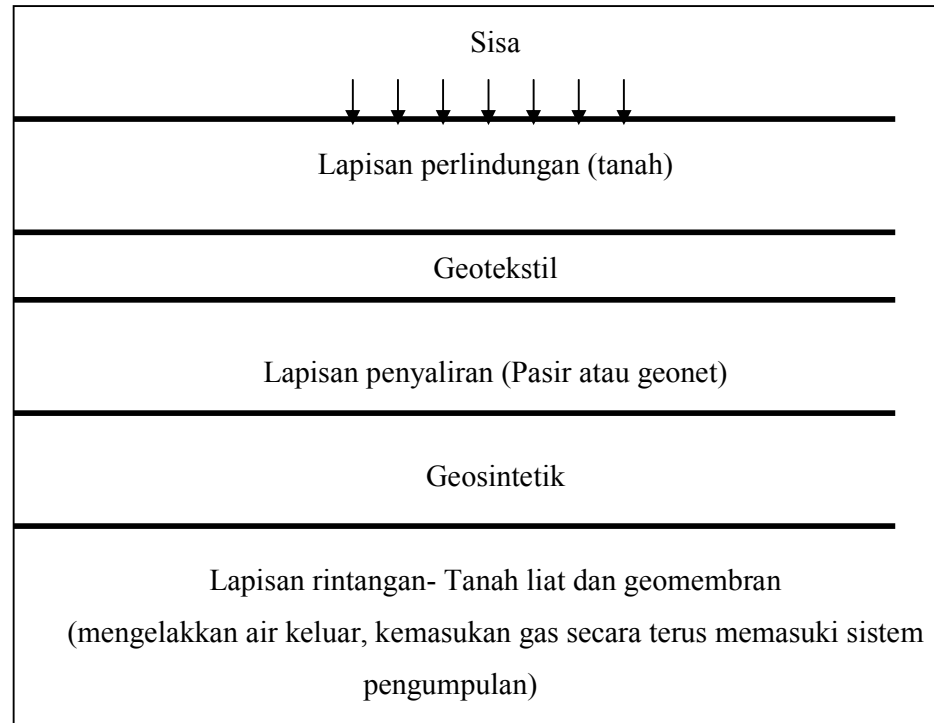 Sisa
Lapisan perlindungan (tanah)
Geotekstil
Lapisan penyaliran (Pasir atau geonet)
Geosintetik
Lapisan rintangan- Tanah liat dan geomembran
(mengelakkan air keluar, kemasukan gas secara terus memasuki sistem
pengumpulan)